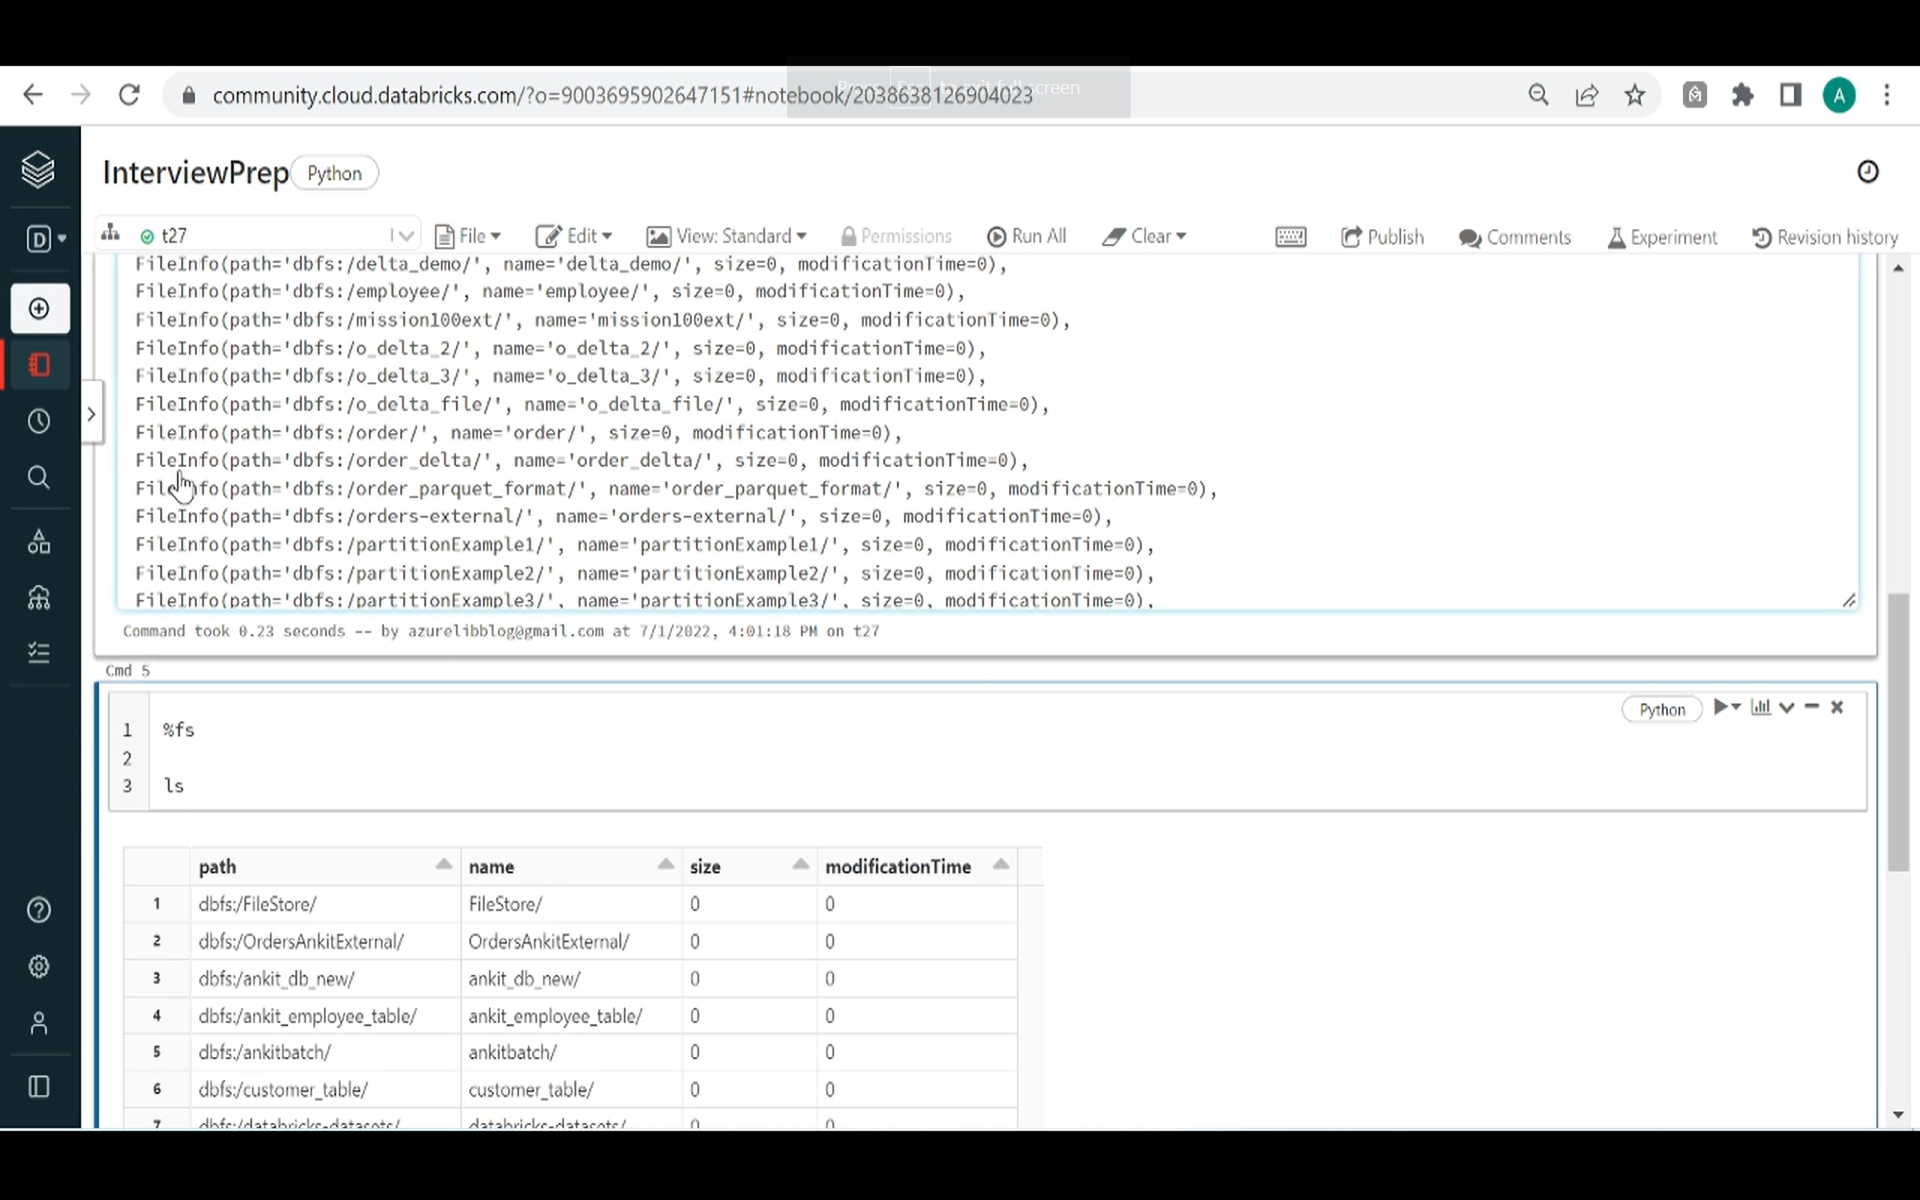 community.cloud.databricks.com/?o=9003695902647151#notebook/2038638126904023
A
InterviewPrep Python
D
t27 File Edit View: Standard Permissions Run All Clear Publish Comments Experiment Revision history
FileInfo(path='dbfs:/delta_demo/', name='delta_demo/', size=0, modificationTime=0),
FileInfo(path='dbfs:/employee/', name='employee/', size=0, modificationTime=0),
FileInfo(path='dbfs:/mission100ext/', name='mission100ext/', size=0, modificationTime=0),
FileInfo(path='dbfs:/o_delta_2/', name='o_delta_2/', size=0, modificationTime=0),
FileInfo(path='dbfs:/o_delta_3/', name='o_delta_3/', size=0, modificationTime=0),
FileInfo(path='dbfs:/o_delta_file/', name='o_delta_file/', size=0, modificationTime=0),
FileInfo(path='dbfs:/order/', name='order/', size=0, modificationTime=0),
FileInfo(path='dbfs:/order_delta/', name='order_delta/', size=0, modificationTime=0),
FileInfo(path='dbfs:/order_parquet_format/', name='order_parquet_format/', size=0, modificationTime=0),
FileInfo(path='dbfs:/orders-external/', name='orders-external/', size=0, modificationTime=0),
FileInfo(path='dbfs:/partitionExample1/', name='partitionExample1/', size=0, modificationTime=0),
FileInfo(path='dbfs:/partitionExample2/', name='partitionExample2/', size=0, modificationTime=0),
FileInfo(path='dbfs:/partitionExample3/', name='partitionExample3/', size=0, modificationTime=0),
Command took 0.23 seconds -- by azurelibblog@gmail.com at 7/1/2022, 4:01:18 PM on t27
Cmd 5
Python
1 %fs
2
3 ls
path name size modificationTime
1 dbfs:/FileStore/ FileStore/ 0 0
2 dbfs:/OrdersAnkitExternal/ OrdersAnkitExternal/ 0 0
3 dbfs:/ankit_db_new/ ankit_db_new/ 0 0
4 dbfs:/ankit_employee_table/ ankit_employee_table/ 0 0
5 dbfs:/ankitbatch/ ankitbatch/ 0 0
6 dbfs:/customer_table/ customer_table/ 0 0
7 dbfs:/databricks-datasets/ databricks-datasets/ 0 0